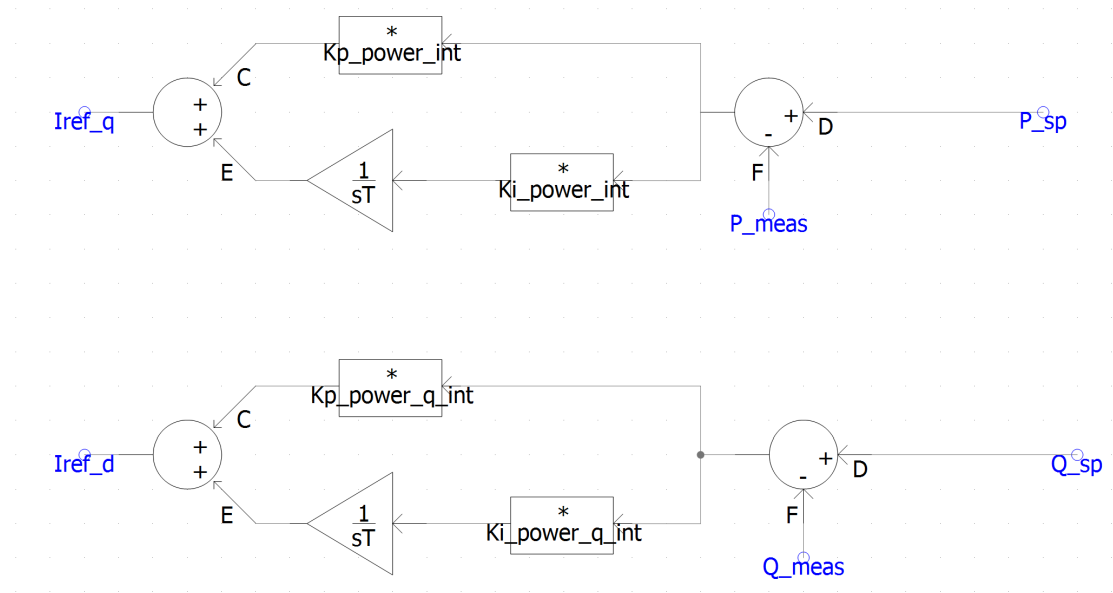 *
Kp_power_int
C
+
+
Iref_q
+
-
D
P_sp
E
1
sT
*
Ki_power_int
F
P_meas
*
Kp_power_q_int
C
+
+
Iref_d
+
-
D
Q_sp
E
1
sT
*
Ki_power_q_int
F
Q_meas